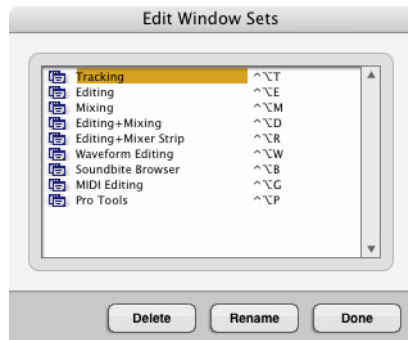 Edit Window Sets
Tracking ⌃⌥T
Editing ⌃⌥E
Mixing ⌃⌥M
Editing+Mixing ⌃⌥D
Editing+Mixer Strip ⌃⌥R
Waveform Editing ⌃⌥W
Soundbite Browser ⌃⌥B
MIDI Editing ⌃⌥G
Pro Tools ⌃⌥P
Delete Rename Done